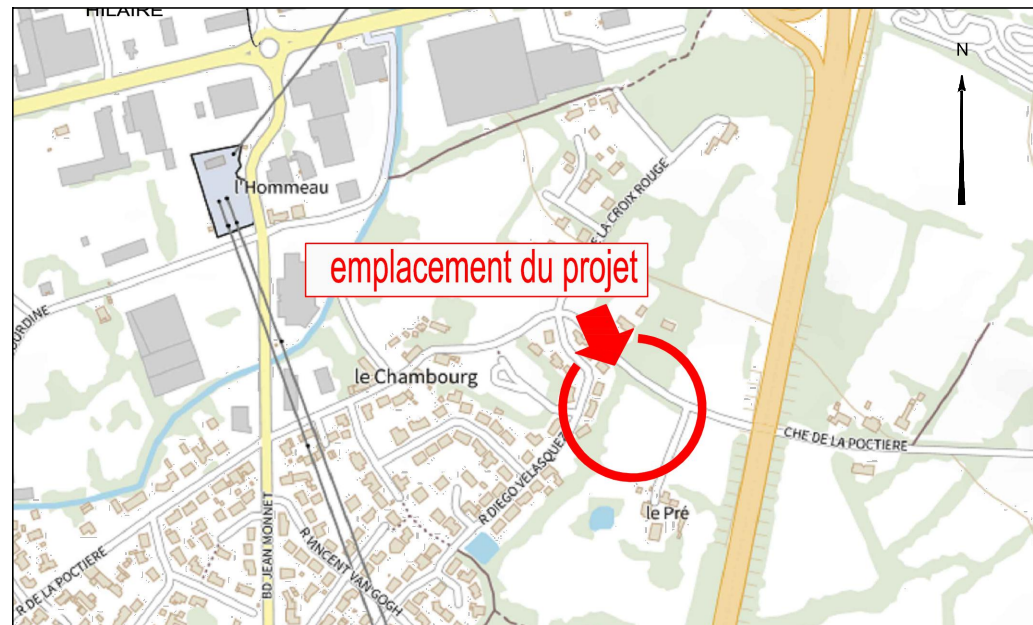 HILAIRE
N
l'Hommeau
E LA CROIX ROUGE
emplacement du projet
OURDINE
le Chambourg
CHE DE LA POCTIERE
R DIEGO VELASQUEZ
le Pré
BD JEAN MONNET
R VINCENT VAN GOGH
R DE LA POCTIERE